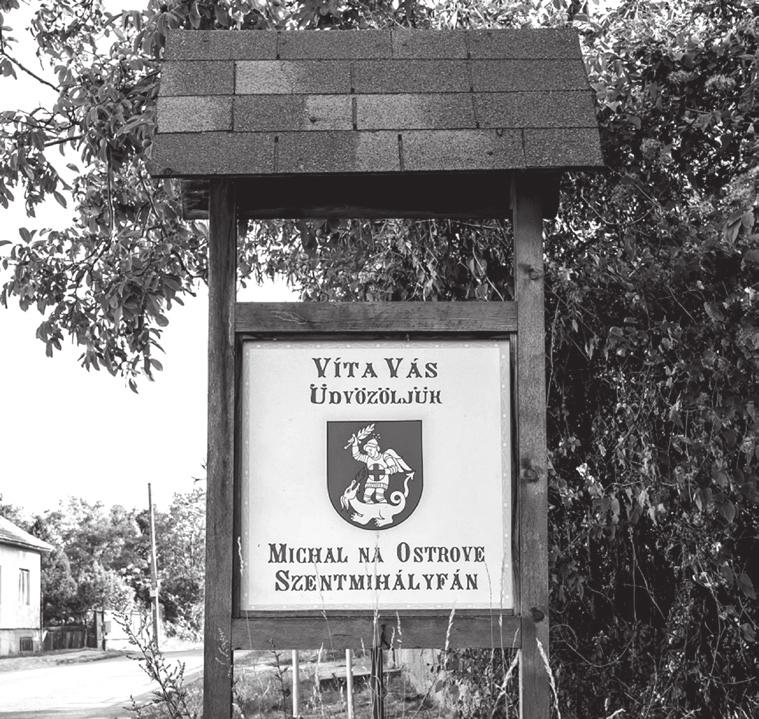 Víta Vás
Üdvözöljük
Michal na Ostrove
Szentmihályfán